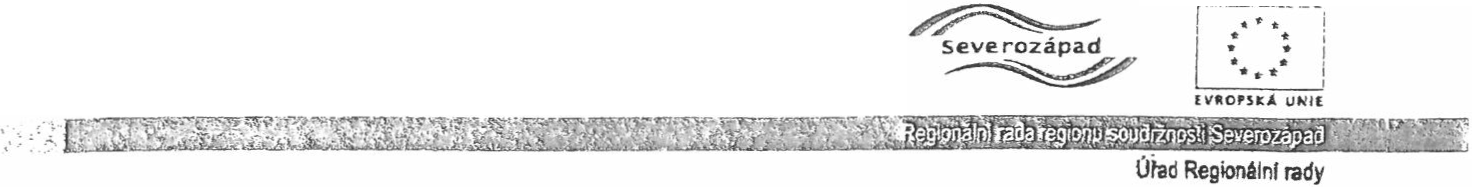 Severozápad
EVROPSKÁ UNIE
Regionální rada regionu soudržnosti Severozápad
Úřad Regionální rady